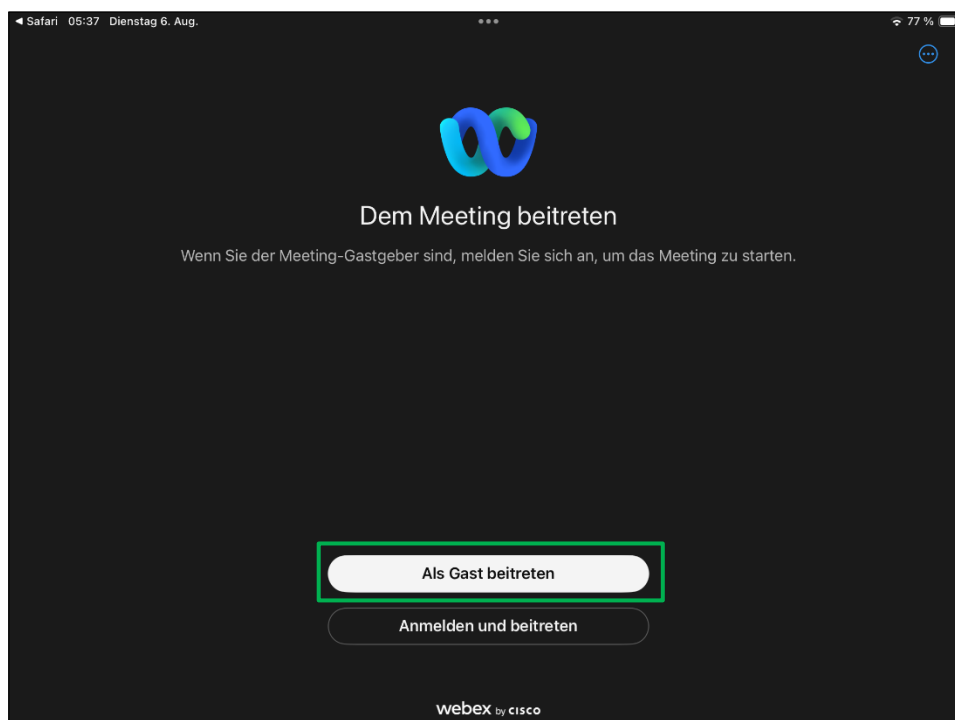 ◀ Safari 05:37 Dienstag 6. Aug. 77 %
Dem Meeting beitreten
Wenn Sie der Meeting-Gastgeber sind, melden Sie sich an, um das Meeting zu starten.
Als Gast beitreten
Anmelden und beitreten
webex by CISCO